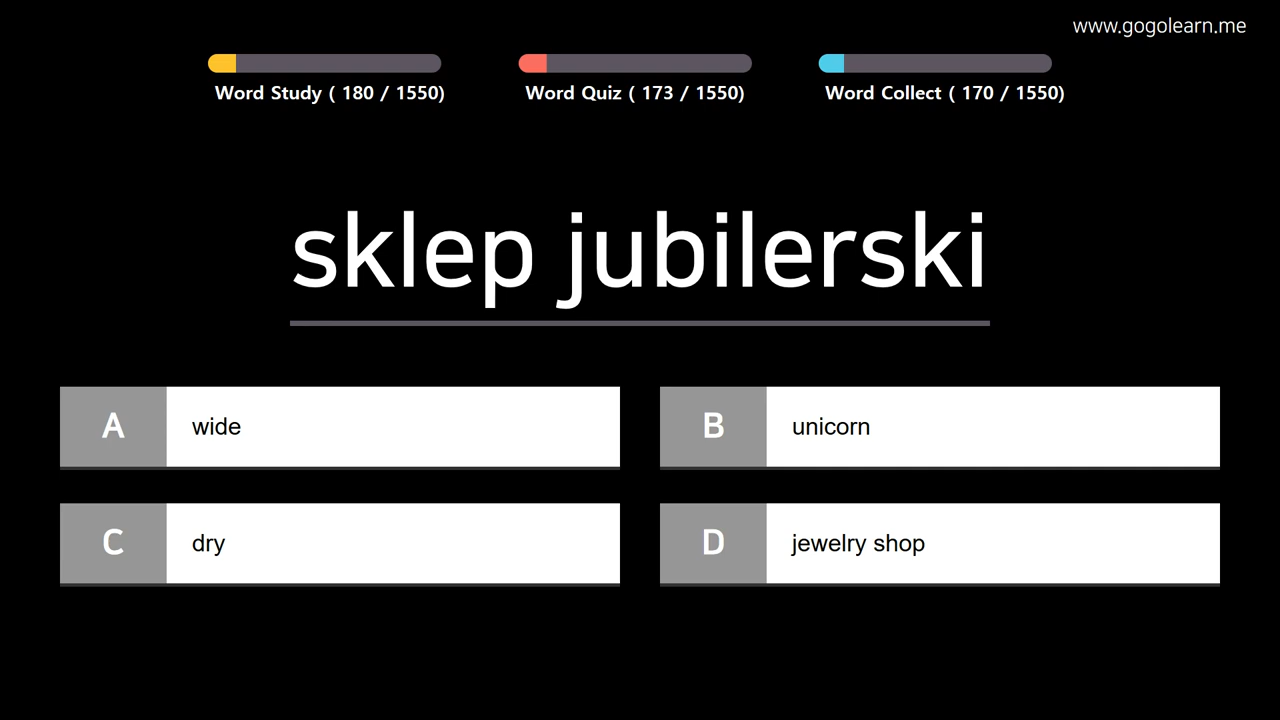 www.gogolearn.me
Word Study ( 180 / 1550)
Word Quiz ( 173 / 1550)
Word Collect ( 170 / 1550)
sklep jubilerski
A wide
B unicorn
C dry
D jewelry shop